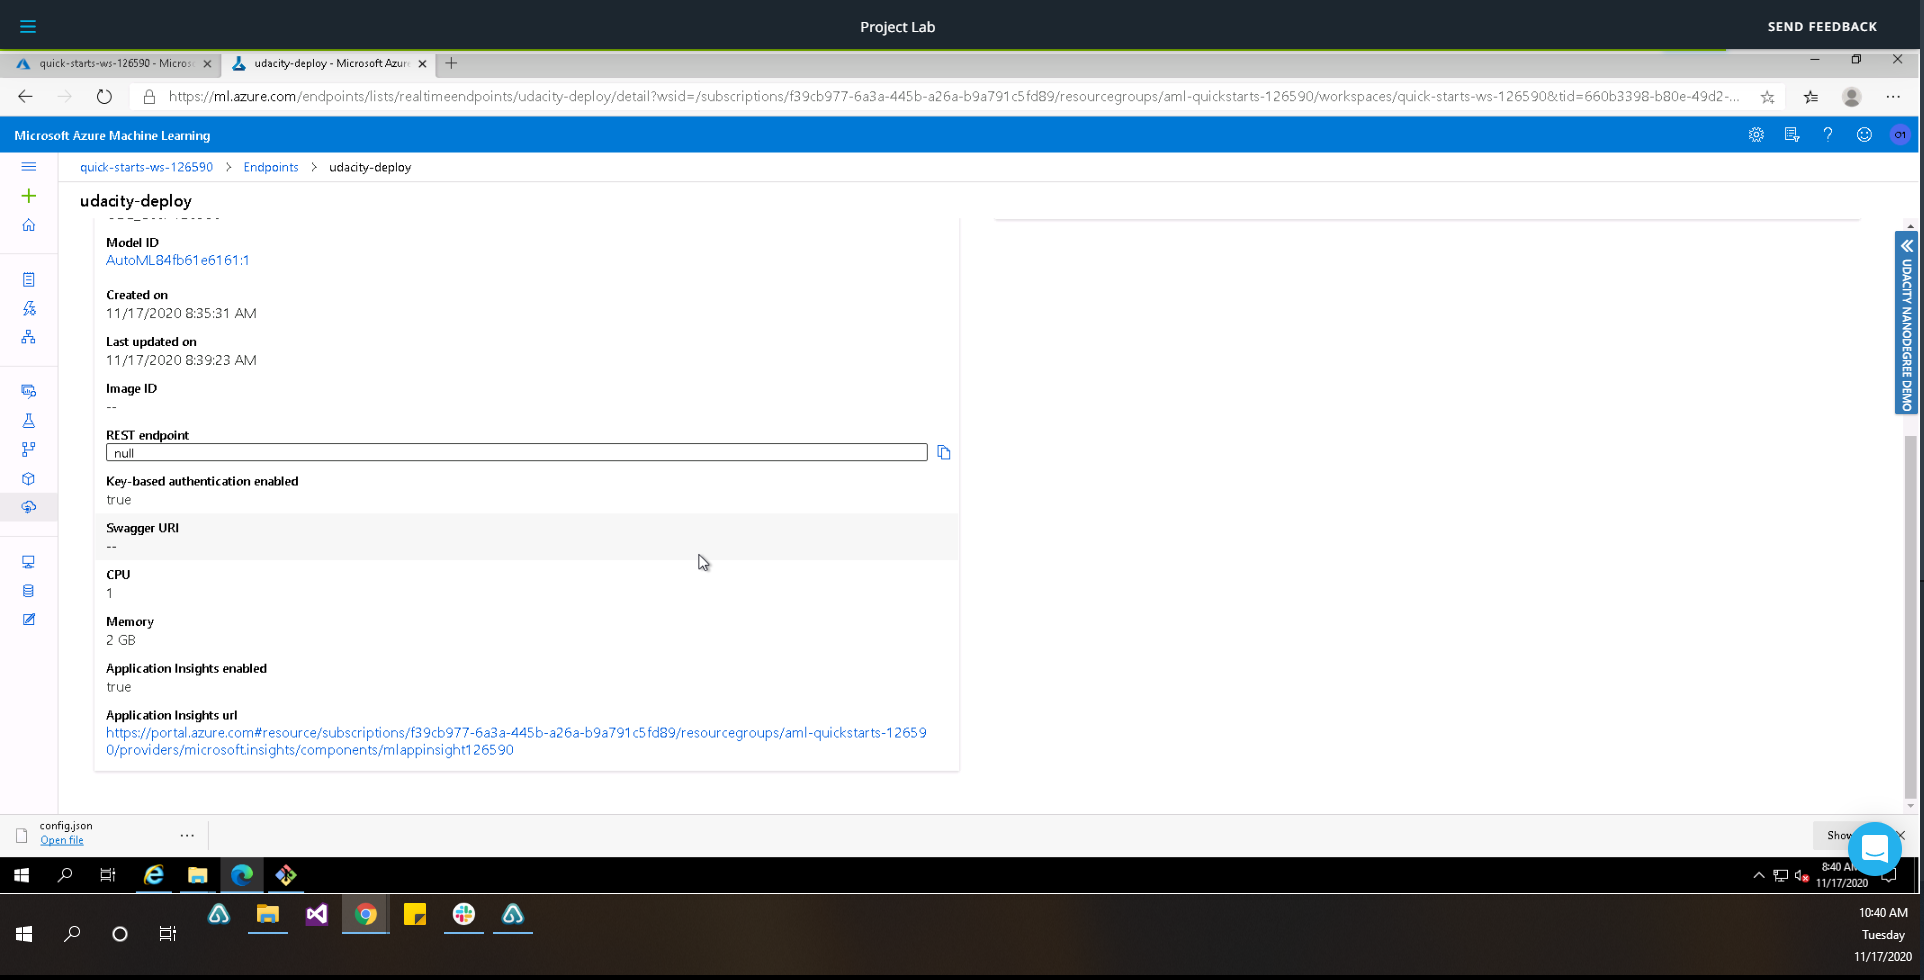 Project Lab
SEND FEEDBACK
quick-starts-ws-126590 - Micros
udacity-deploy - Microsoft Azure
https://ml.azure.com/endpoints/lists/realtimeendpoints/udacity-deploy/detail?wsid=/subscriptions/f39cb977-6a3a-445b-a26a-b9a791c5fd89/resourcegroups/aml-quickstarts-126590/workspaces/quick-starts-ws-126590&tid=660b3398-b80e-49d2-...
Microsoft Azure Machine Learning
01
quick-starts-ws-126590 > Endpoints > udacity-deploy
udacity-deploy
Model ID
AutoML84fb61e6161:1
Created on
11/17/2020 8:35:31 AM
Last updated on
11/17/2020 8:39:23 AM
Image ID
--
REST endpoint
null
Key-based authentication enabled
true
Swagger URI
--
CPU
1
Memory
2 GB
Application Insights enabled
true
Application Insights url
https://portal.azure.com#resource/subscriptions/f39cb977-6a3a-445b-a26a-b9a791c5fd89/resourcegroups/aml-quickstarts-12659
0/providers/microsoft.insights/components/mlappinsight126590
UDACITY NANODEGREE DEMO
config.json
Open file
Show
8:40 AM
11/17/2020
10:40 AM
Tuesday
11/17/2020